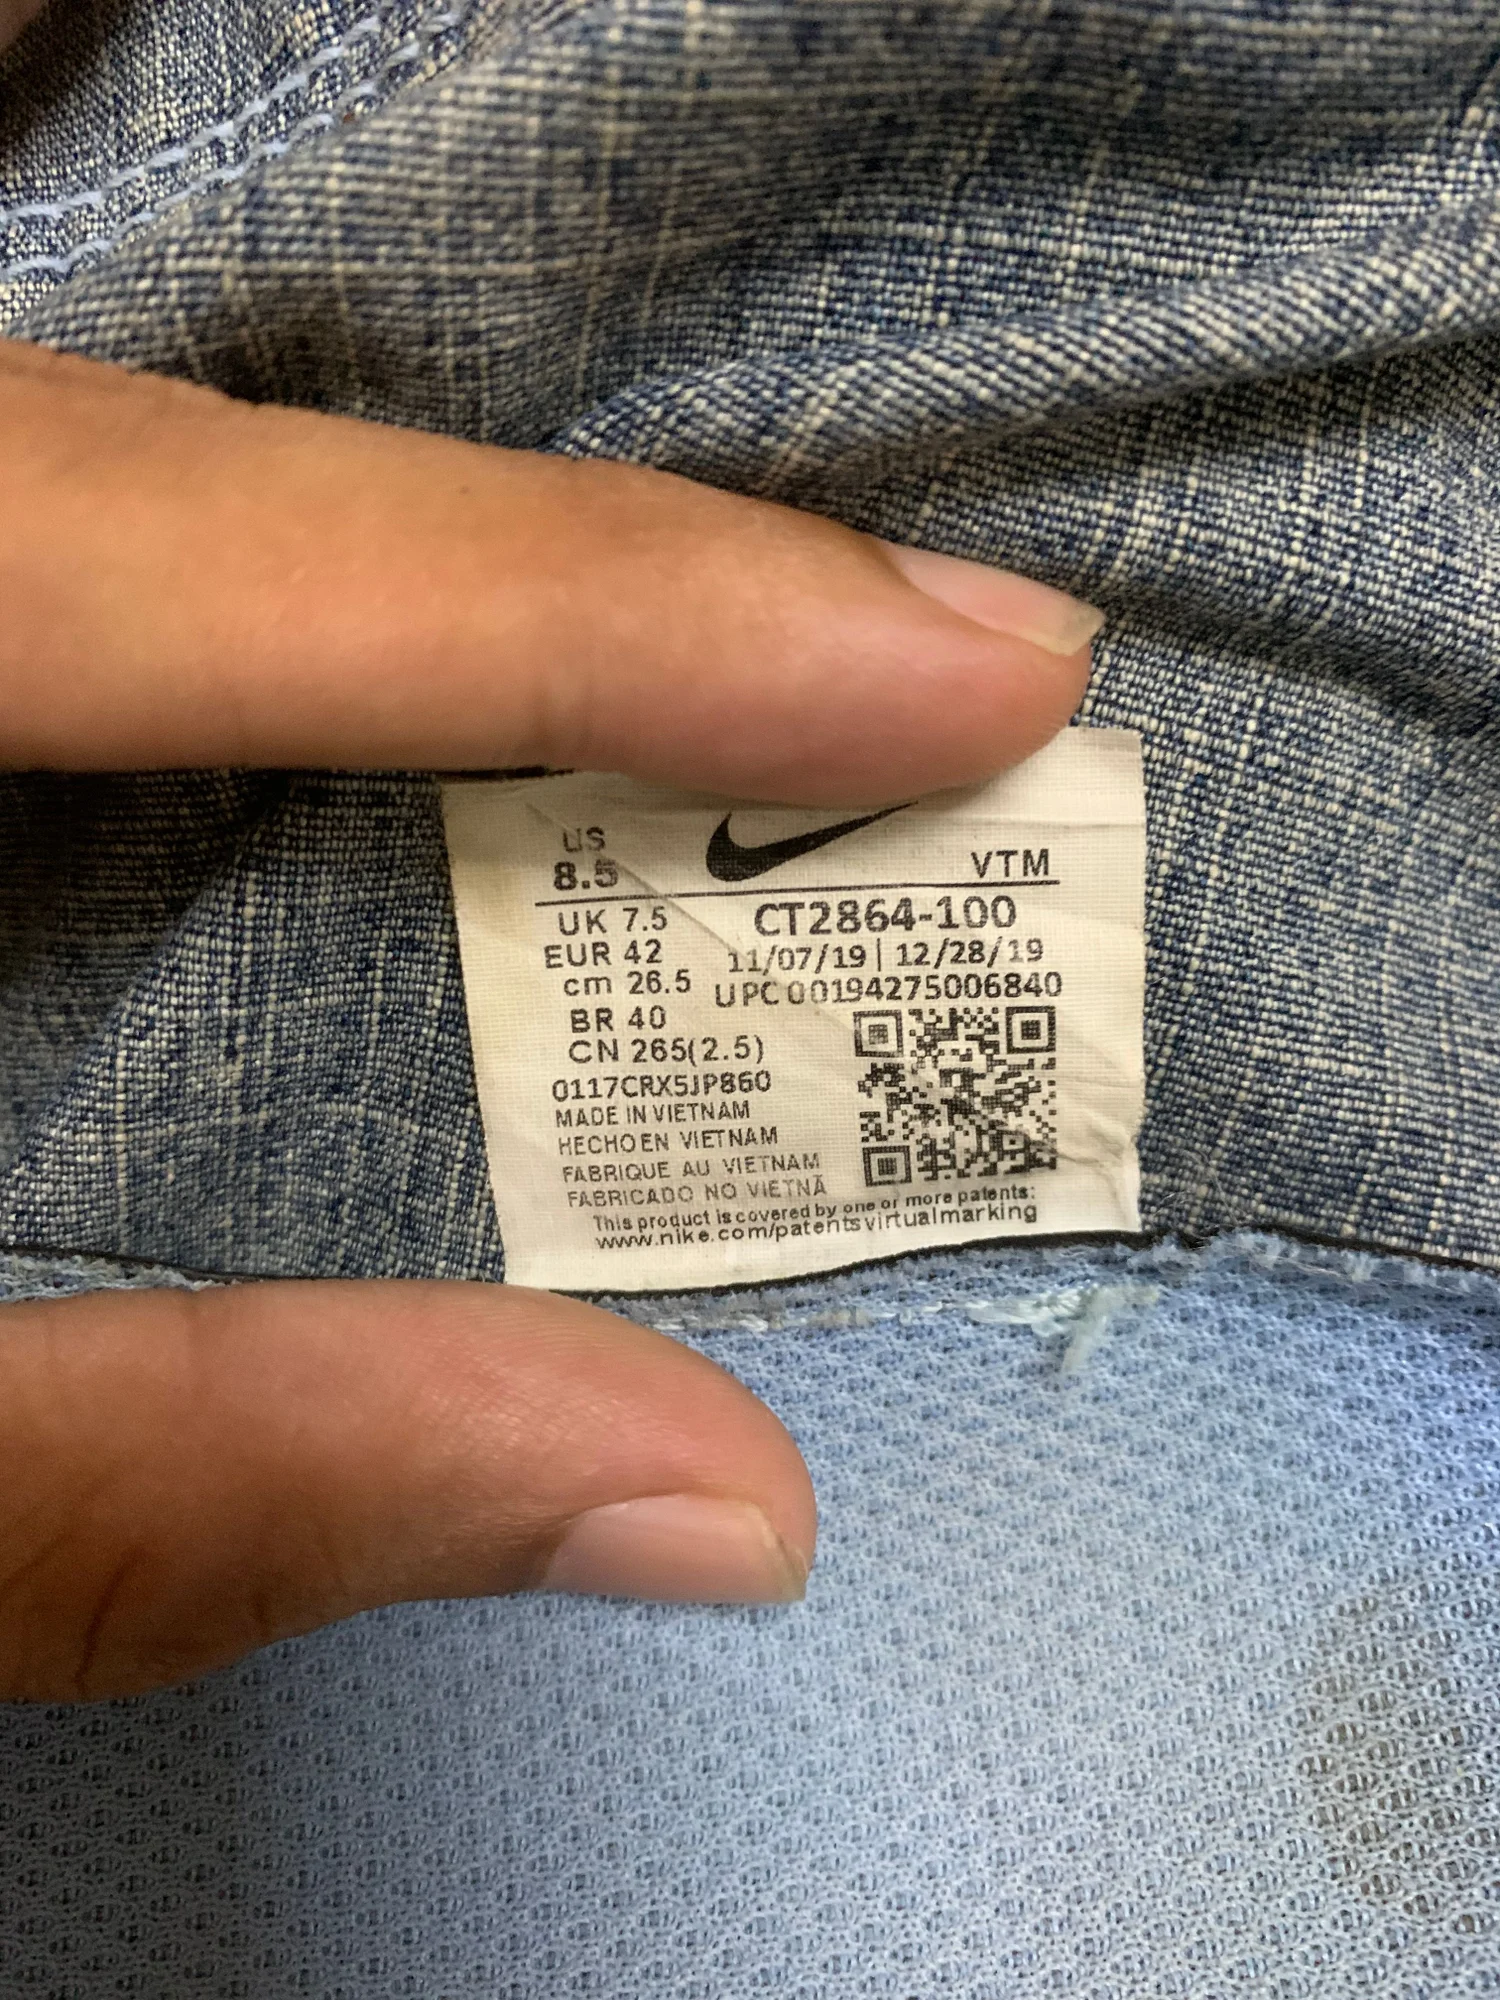 US
8.5
VTM
UK 7.5
CT2864-100
EUR 42
11/07/19 | 12/28/19
cm 26.5
UPC 00194275006840
BR 40
CN 265(2.5)
0117CRX5JP860
MADE IN VIETNAM
HECHO EN VIETNAM
FABRIQUE AU VIETNAM
FABRICADO NO VIETNÃ
This product is covered by one or more patents:
www.nike.com/patentsvirtualmarking